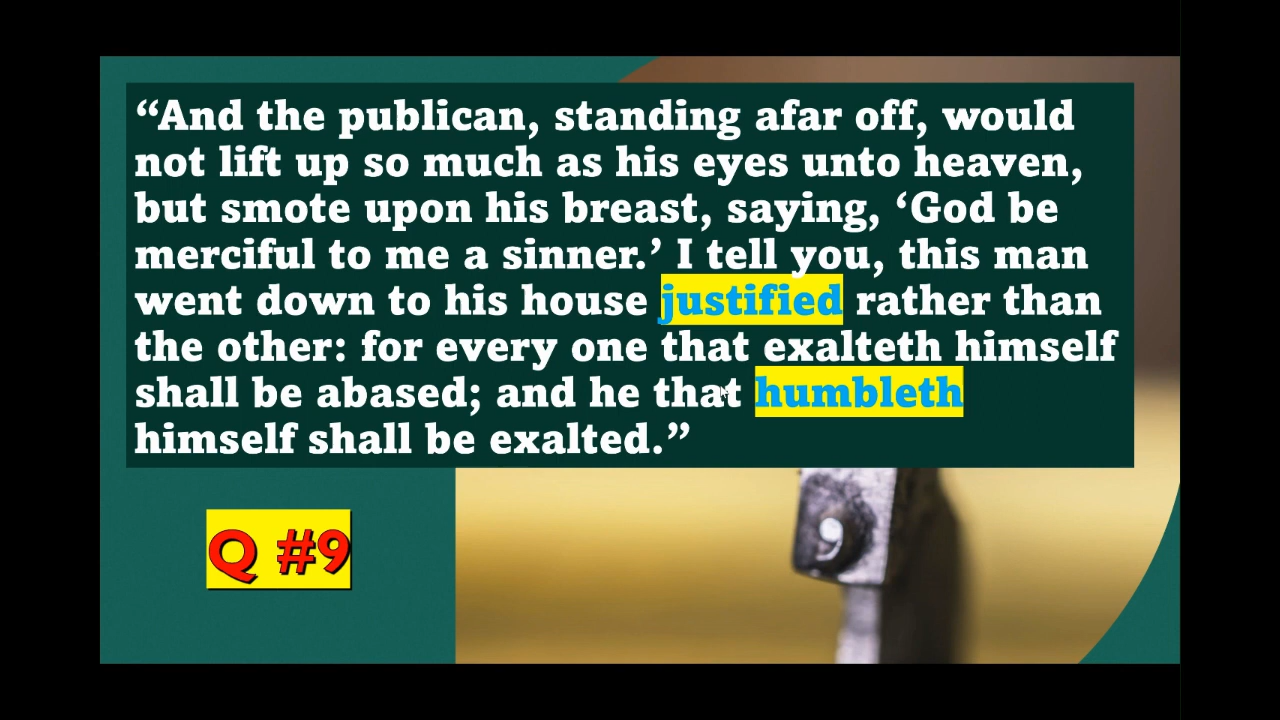 “And the publican, standing afar off, would
not lift up so much as his eyes unto heaven,
but smote upon his breast, saying, ‘God be
merciful to me a sinner.’ I tell you, this man
went down to his house justified rather than
the other: for every one that exalteth himself
shall be abased; and he that humbleth
himself shall be exalted.”
Q #9
9